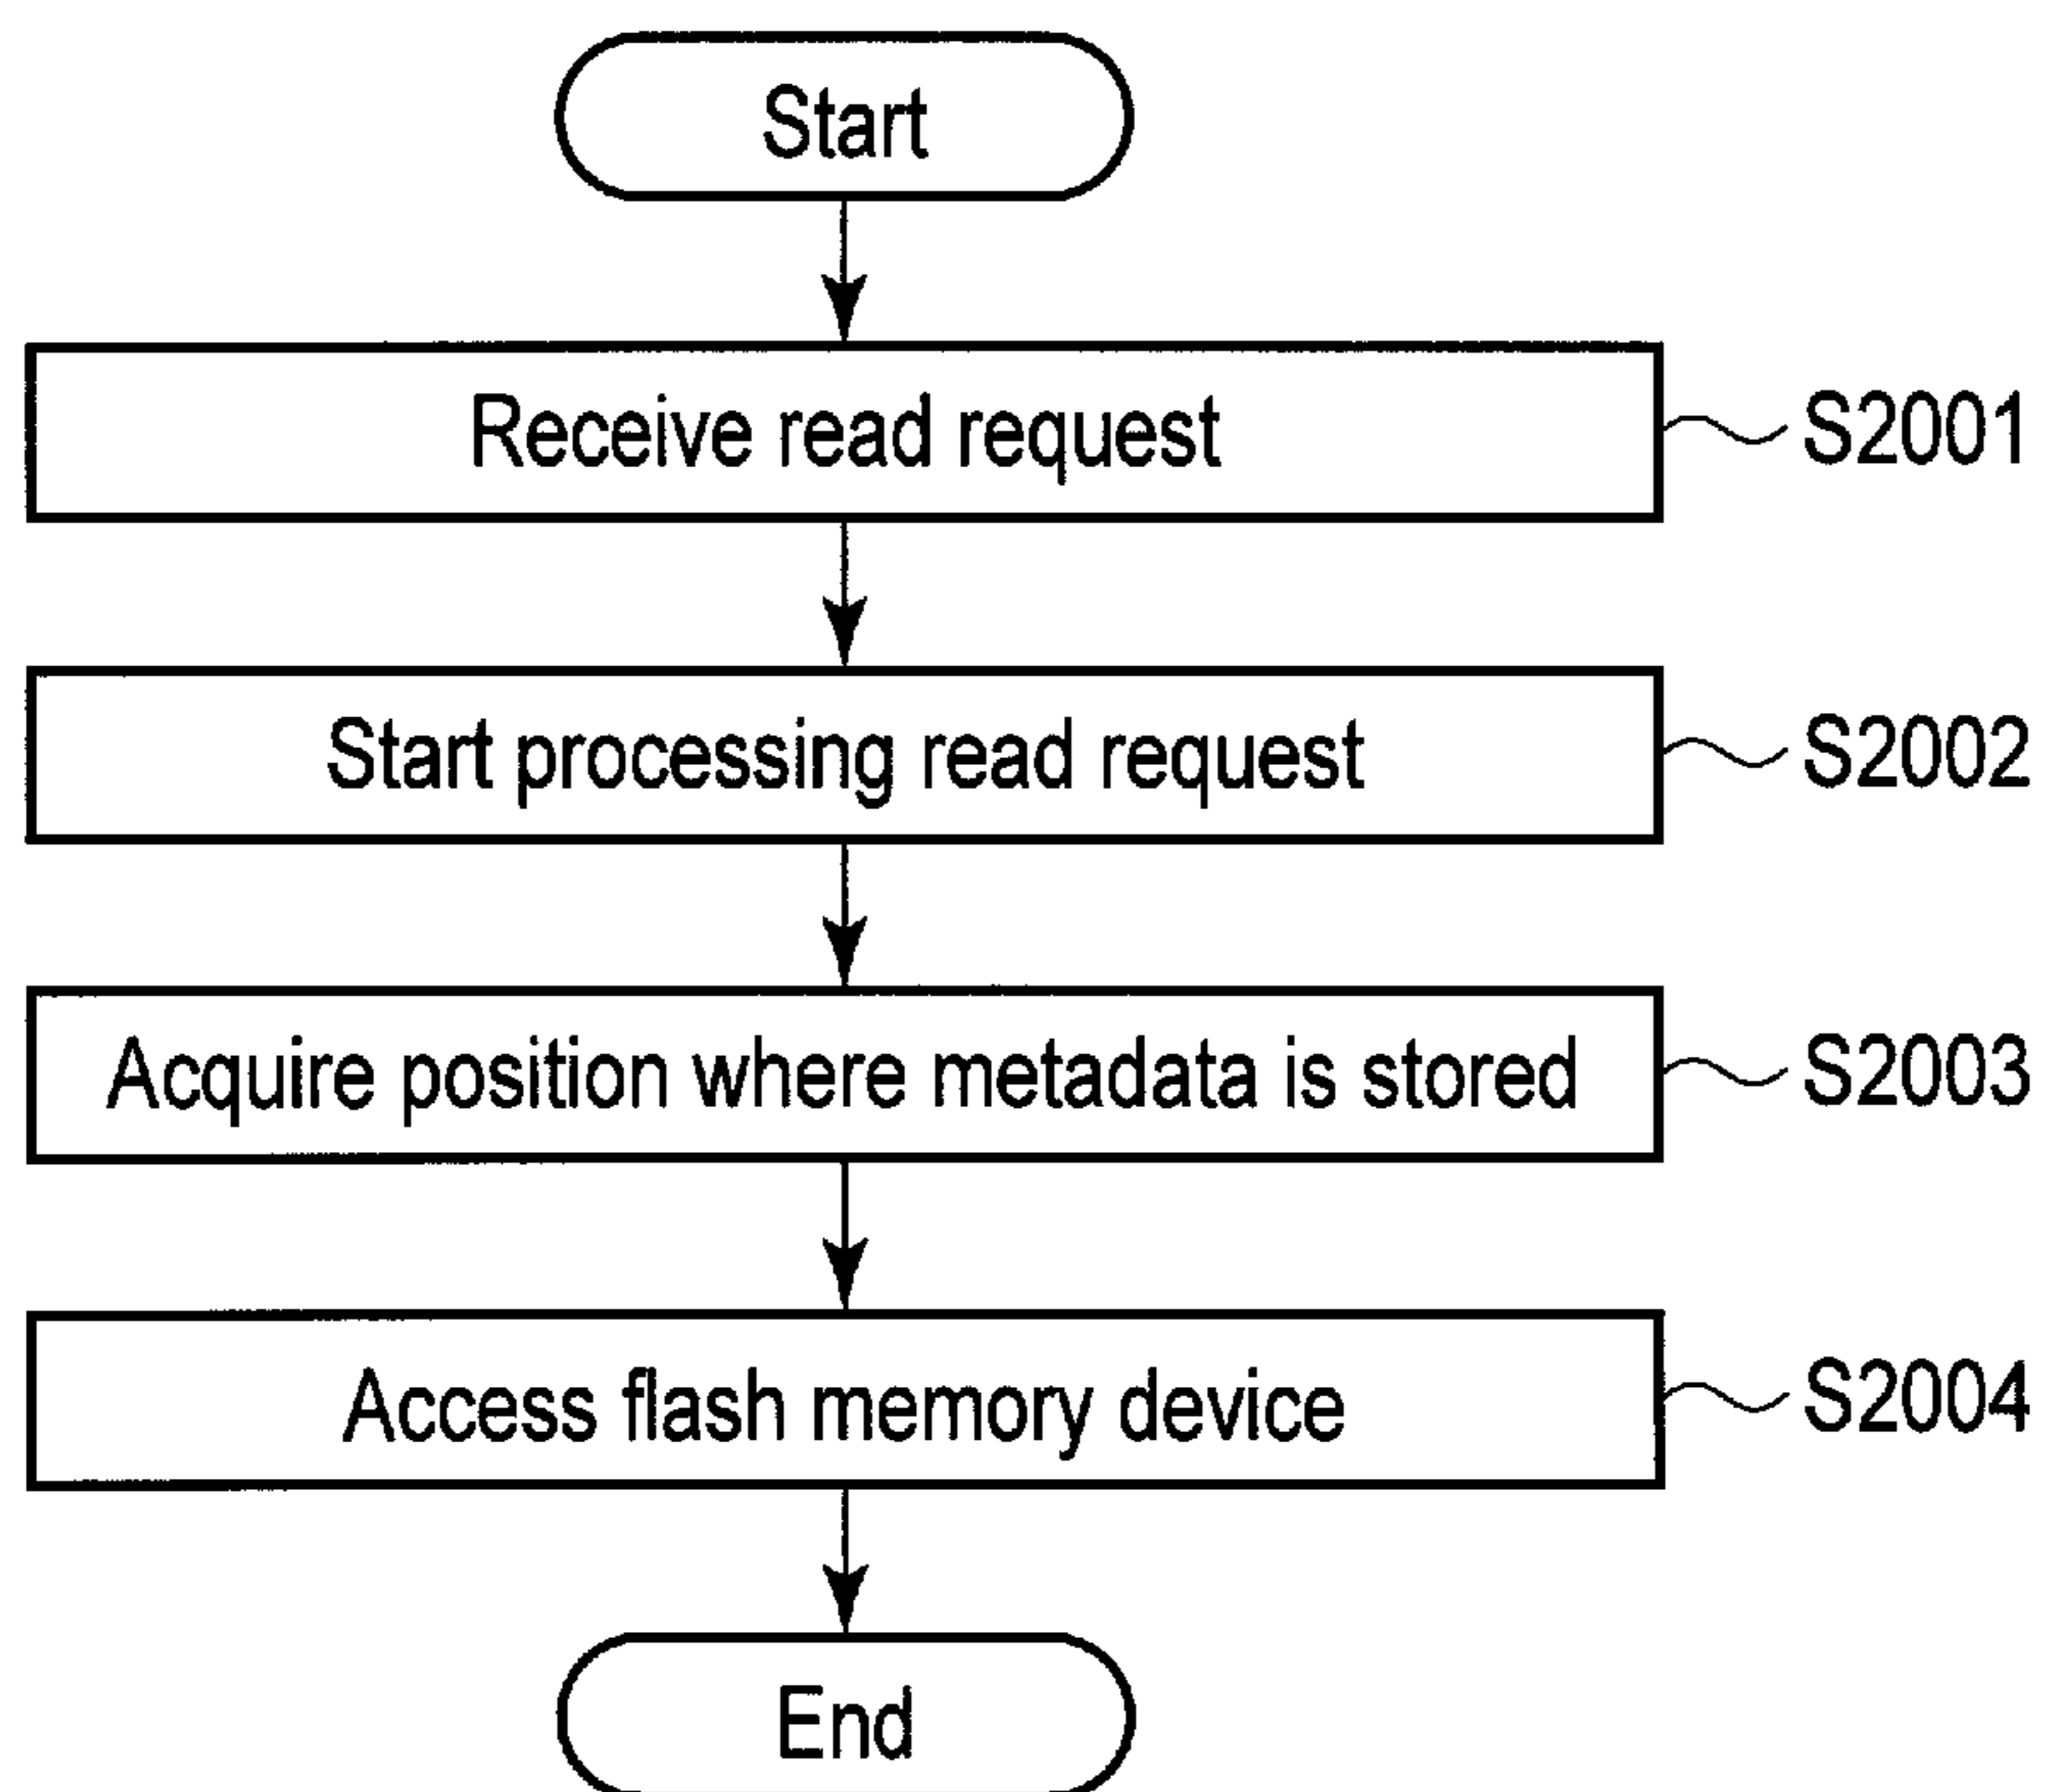 Start
Receive read request S2001
Start processing read request S2002
Acquire position where metadata is stored S2003
Access flash memory device S2004
End